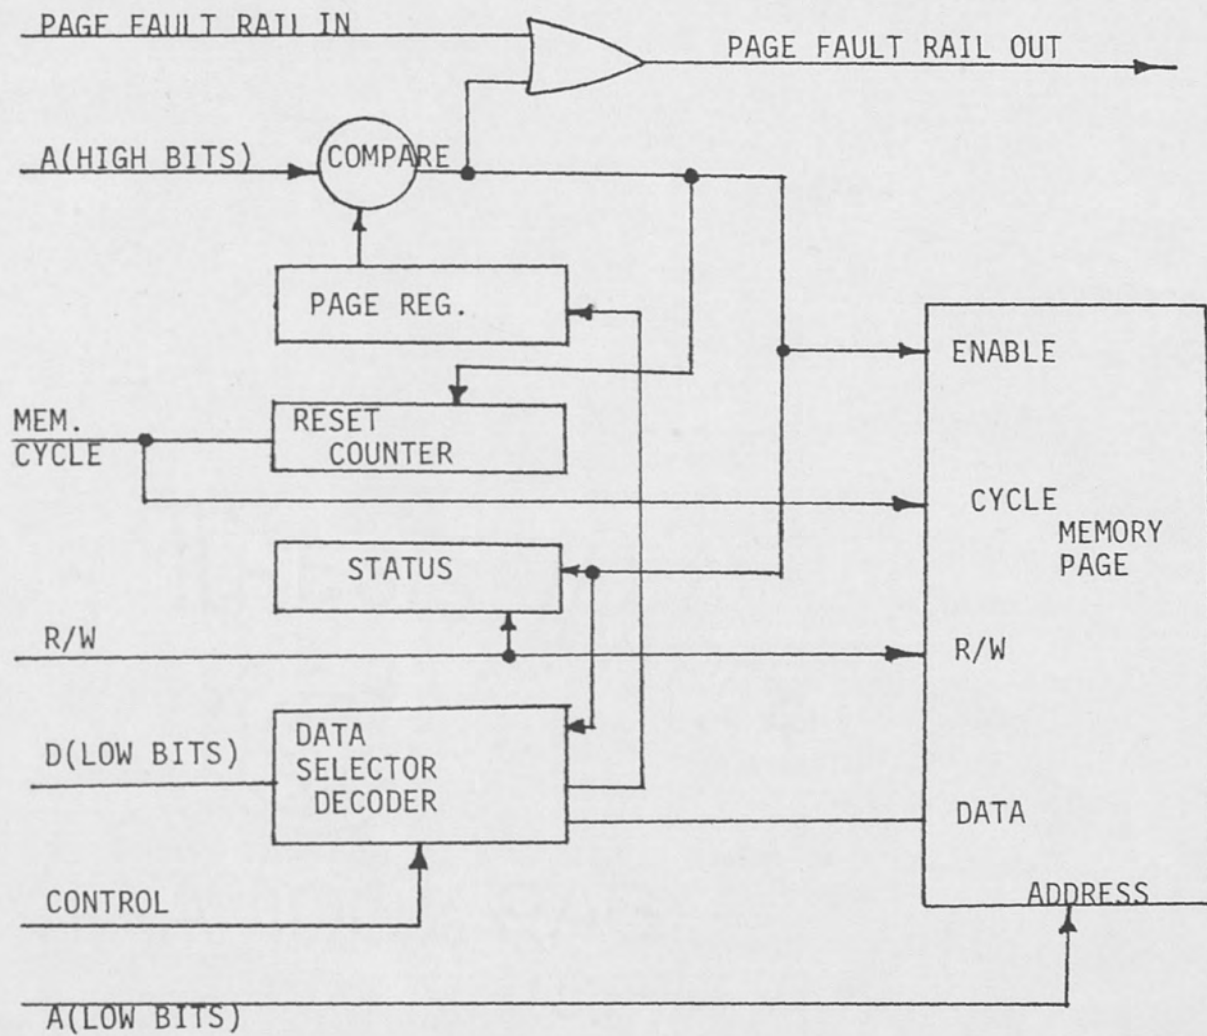 PAGE FAULT RAIL IN
PAGE FAULT RAIL OUT
A(HIGH BITS)
COMPARE
PAGE REG.
ENABLE
MEM.
CYCLE
RESET
COUNTER
CYCLE
MEMORY
PAGE
STATUS
R/W
R/W
D(LOW BITS)
DATA
SELECTOR
DECODER
DATA
CONTROL
ADDRESS
A(LOW BITS)